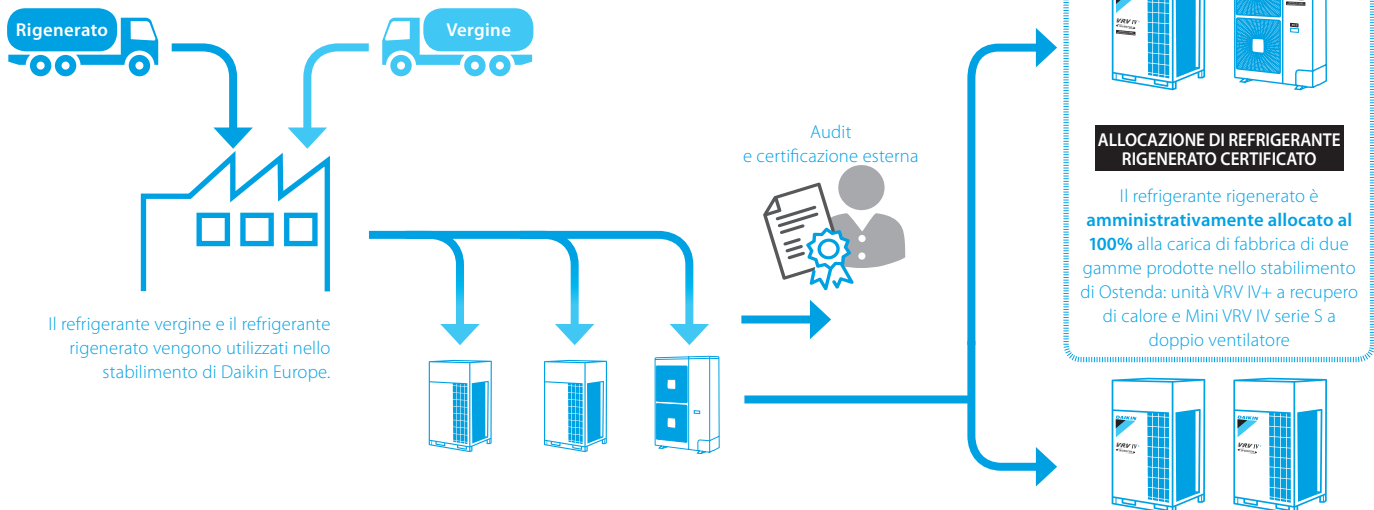 Rigenerato
Vergine
Il refrigerante vergine e il refrigerante
rigenerato vengono utilizzati nello
stabilimento di Daikin Europe.
Audit
e certificazione esterna
VRV IV
ALLOCAZIONE DI REFRIGERANTE
RIGENERATO CERTIFICATO
Il refrigerante rigenerato è
amministrativamente allocato al
100% alla carica di fabbrica di due
gamme prodotte nello stabilimento
di Ostenda: unità VRV IV+ a recupero
di calore e Mini VRV IV serie S a
doppio ventilatore
DAIKIN
VRV IV
DAIKIN
VRV IV